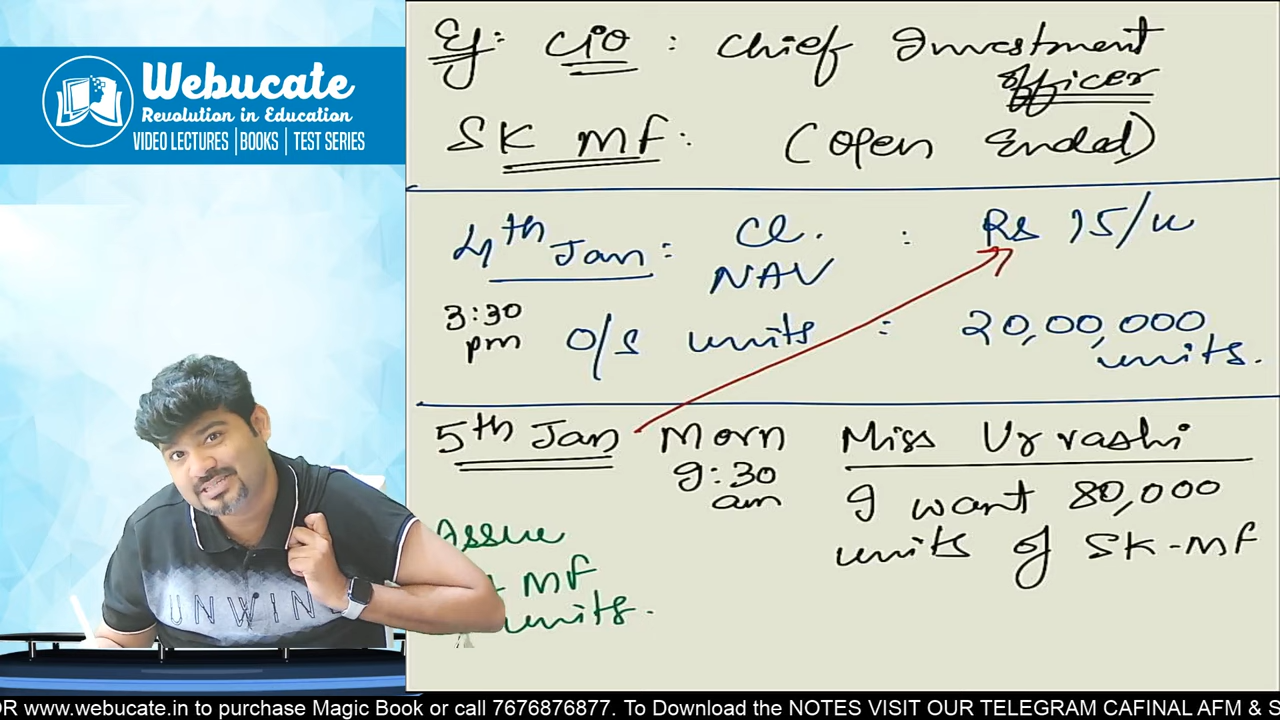 Webucate
Revolution in Education
VIDEO LECTURES | BOOKS | TEST SERIES
Eg: CIO : Chief Investment
Officer
SK MF: (Open Ended)
4th Jan: Cl. : Rs 15/u
NAV
3:30
pm
O/S units : 20,00,000
units.
5th Jan Morn Miss Urvashi
9:30
am
I want 80,000
units of SK-MF
Issue
MF
units.
UNWIN
OR www.webucate.in to purchase Magic Book or call 7676876877. To Download the NOTES VISIT OUR TELEGRAM CAFINAL AFM & S